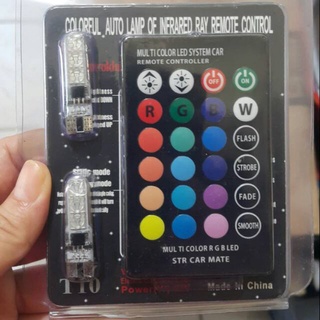 COLORFUL AUTO LAMP OF INFRARED RAY REMOTE CONTROL
MULTI COLOR LED SYSTEM CAR
REMOTE CONTROLLER
OFF
ON
R
G
B
W
FLASH
STROBE
FADE
SMOOTH
MULTI COLOR R G B LED
STR CAR MATE
T10
Power
Made In China